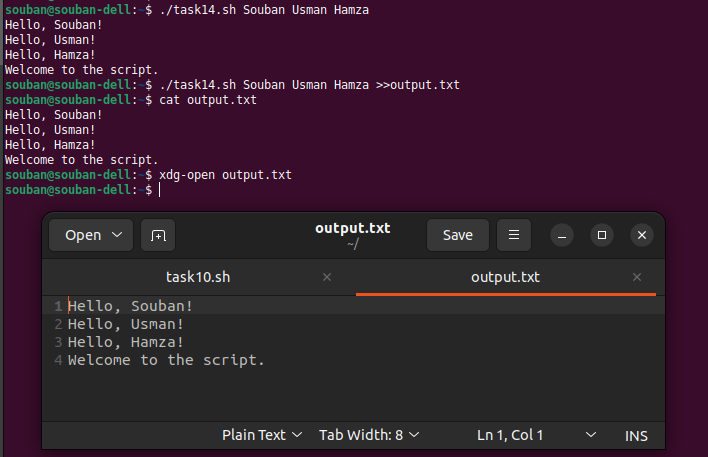 souban@souban-dell:~$ ./task14.sh Souban Usman Hamza
Hello, Souban!
Hello, Usman!
Hello, Hamza!
Welcome to the script.
souban@souban-dell:~$ ./task14.sh Souban Usman Hamza >>output.txt
souban@souban-dell:~$ cat output.txt
Hello, Souban!
Hello, Usman!
Hello, Hamza!
Welcome to the script.
souban@souban-dell:~$ xdg-open output.txt
souban@souban-dell:~$
Open output.txt Save
~/
task10.sh output.txt
1 Hello, Souban!
2 Hello, Usman!
3 Hello, Hamza!
4 Welcome to the script.
Plain Text Tab Width: 8 Ln 1, Col 1 INS